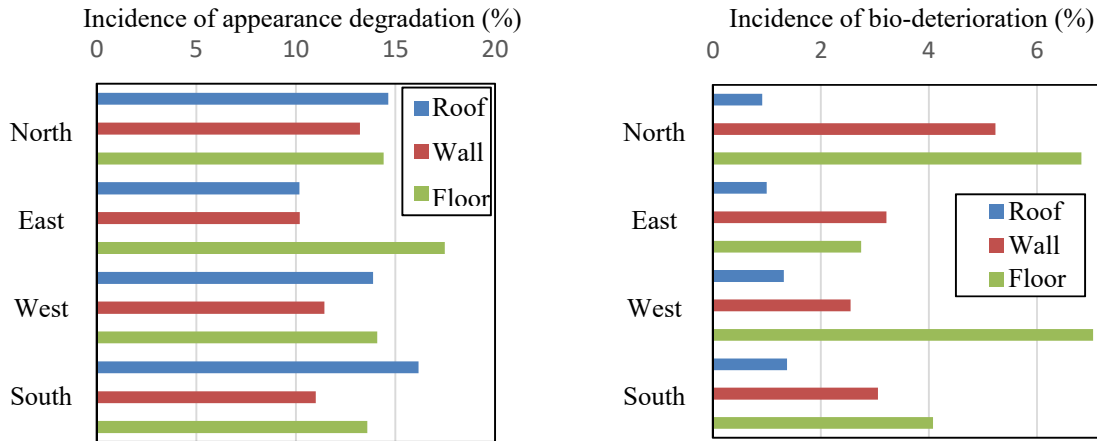 Incidence of appearance degradation (%)
0 5 10 15 20
North
East
West
South
Roof
Wall
Floor
Incidence of bio-deterioration (%)
0 2 4 6
North
East
West
South
Roof
Wall
Floor